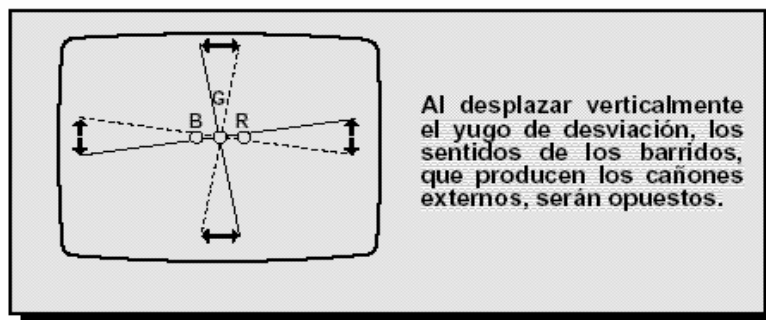 G
B R
Al desplazar verticalmente
el yugo de desviación, los
sentidos de los barridos,
que producen los cañones
externos, serán opuestos.